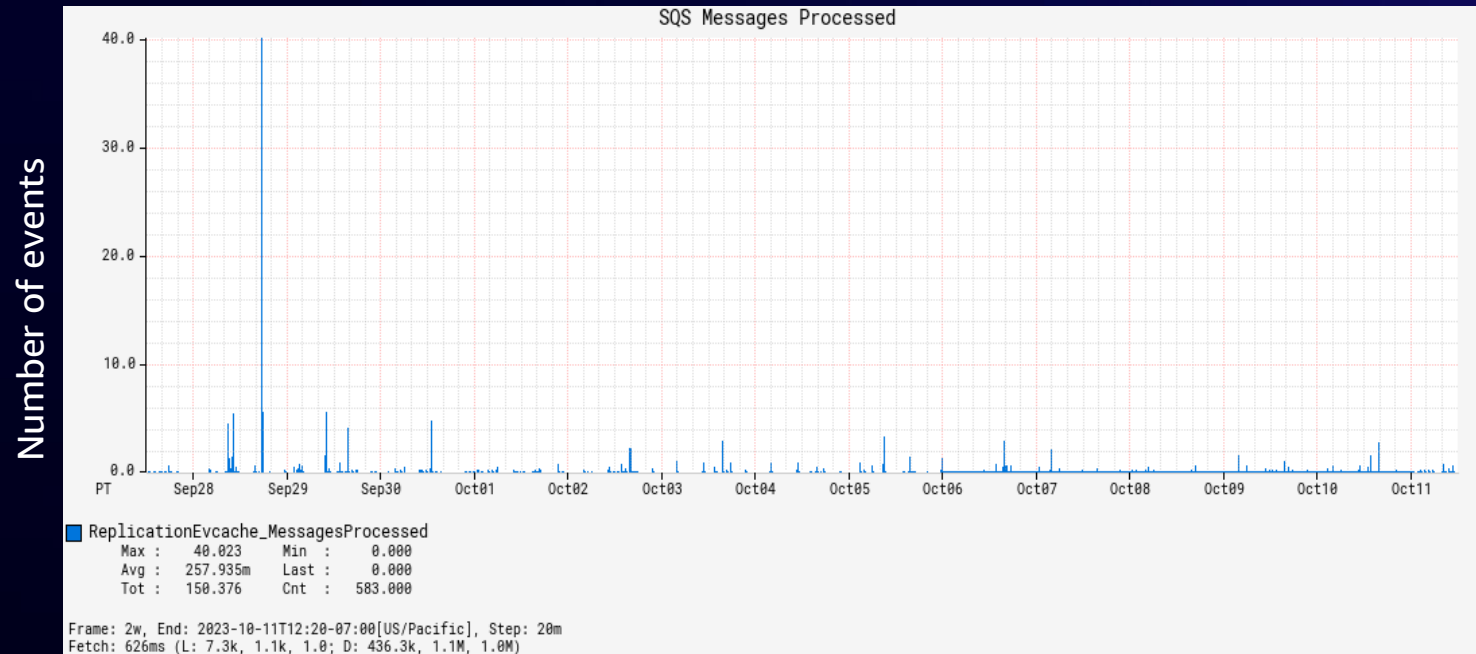 SQS Messages Processed
Number of events
40.0
30.0
20.0
10.0
0.0
PT Sep28 Sep29 Sep30 Oct01 Oct02 Oct03 Oct04 Oct05 Oct06 Oct07 Oct08 Oct09 Oct10 Oct11
ReplicationEvcache_MessagesProcessed
Max : 40.023 Min : 0.000
Avg : 257.935m Last : 0.000
Tot : 150.376 Cnt : 583.000
Frame: 2w, End: 2023-10-11T12:20-07:00[US/Pacific], Step: 20m
Fetch: 626ms (L: 7.3k, 1.1k, 1.0; D: 436.3k, 1.1M, 1.0M)